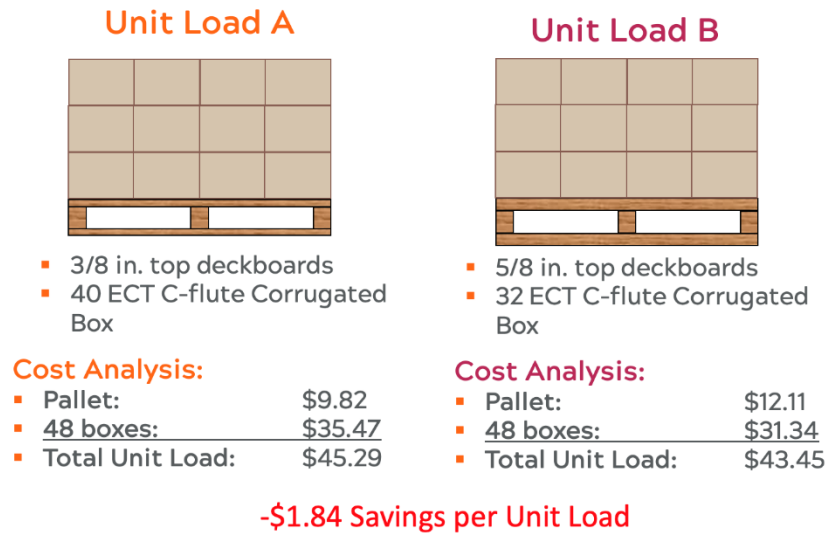 Unit Load A
3/8 in. top deckboards
40 ECT C-flute Corrugated
Box
Cost Analysis:
Pallet: $9.82
48 boxes: $35.47
Total Unit Load: $45.29
Unit Load B
5/8 in. top deckboards
32 ECT C-flute Corrugated
Box
Cost Analysis:
Pallet: $12.11
48 boxes: $31.34
Total Unit Load: $43.45
-$1.84 Savings per Unit Load